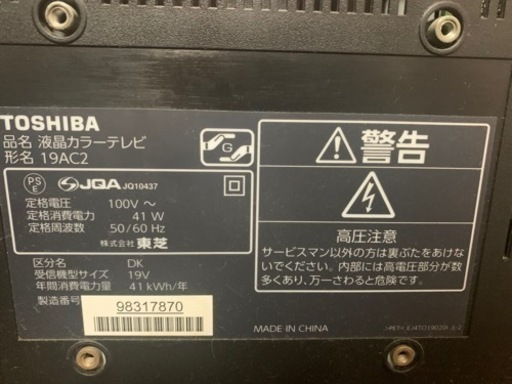 TOSHIBA
品名 液晶カラーテレビ
形名 19AC2
PS
E
JQA JQ10437
定格電圧 100V ～
定格消費電力 41 W
定格周波数 50/60 Hz
株式会社 東芝
区分名 DK
受信機型サイズ 19V
年間消費電力量 41 kWh/年
製造番号
98317870
G
警告
高圧注意
サービスマン以外の方は裏ぶたをあけな
いでください。内部には高電圧部分が数
多くあり、万一さわると危険です。
MADE IN CHINA